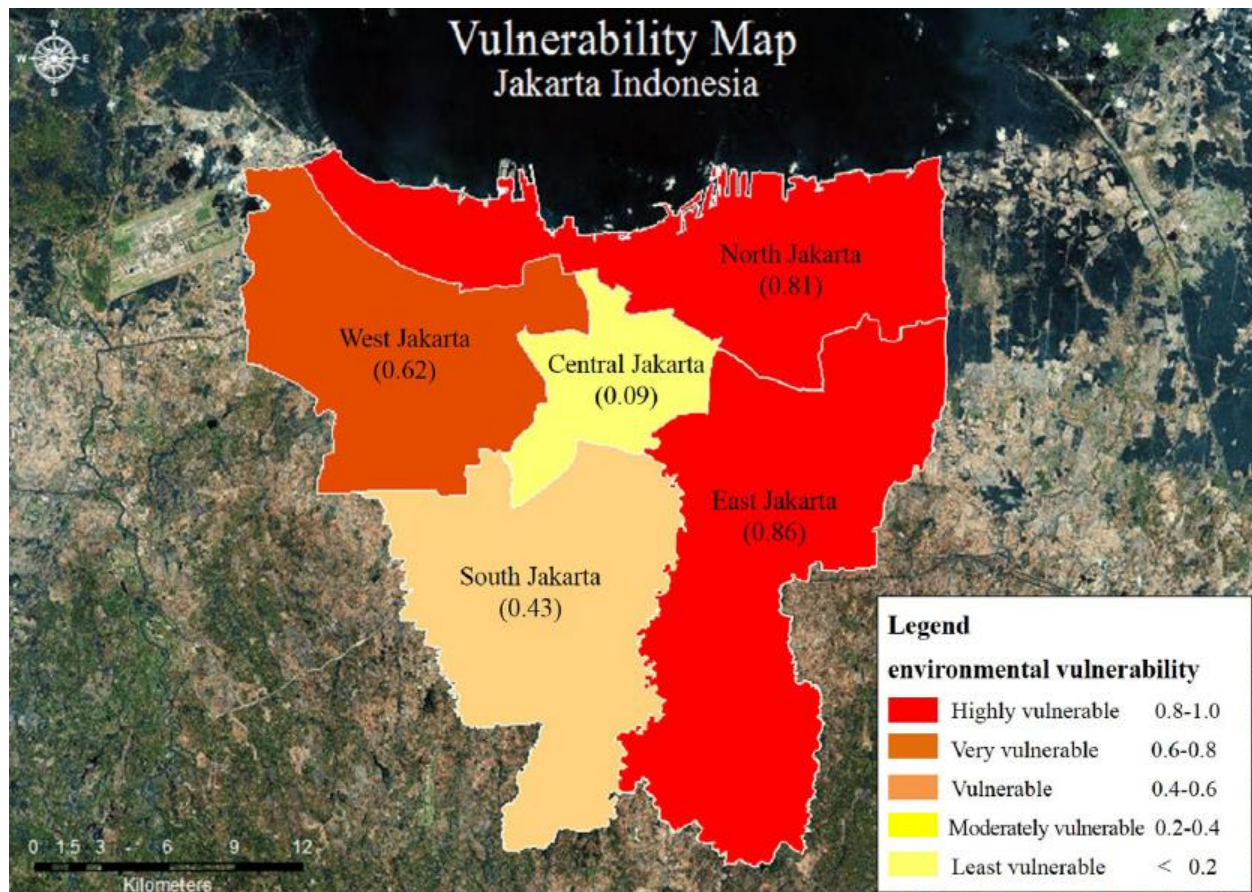 Vulnerability Map
Jakarta Indonesia
N
W E
S
North Jakarta
(0.81)
West Jakarta
(0.62)
Central Jakarta
(0.09)
East Jakarta
(0.86)
South Jakarta
(0.43)
Legend
environmental vulnerability
Highly vulnerable 0.8-1.0
Very vulnerable 0.6-0.8
Vulnerable 0.4-0.6
Moderately vulnerable 0.2-0.4
Least vulnerable < 0.2
0 1.5 3 6 9 12
Kilometers